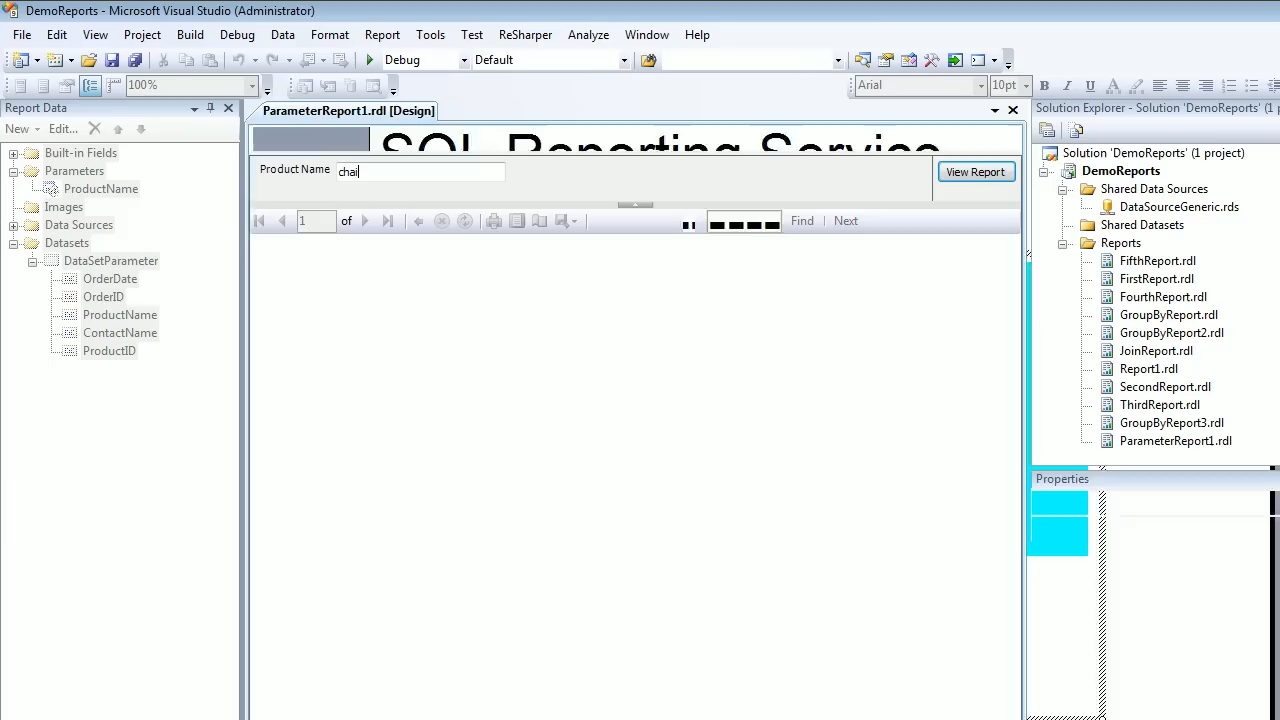 DemoReports - Microsoft Visual Studio (Administrator)
File Edit View Project Build Debug Data Format Report Tools Test ReSharper Analyze Window Help
Debug Default
100% Arial 10pt B I U A
Report Data
New Edit...
Built-in Fields
Parameters
ProductName
Images
Data Sources
Datasets
DataSetParameter
OrderDate
OrderID
ProductName
ContactName
ProductID
ParameterReport1.rdl [Design]
SQL Reporting Service
Product Name chai View Report
1 of Find Next
Solution Explorer - Solution 'DemoReports' (1
Solution 'DemoReports' (1 project)
DemoReports
Shared Data Sources
DataSourceGeneric.rds
Shared Datasets
Reports
FifthReport.rdl
FirstReport.rdl
FourthReport.rdl
GroupByReport.rdl
GroupByReport2.rdl
JoinReport.rdl
Report1.rdl
SecondReport.rdl
ThirdReport.rdl
GroupByReport3.rdl
ParameterReport1.rdl
Properties